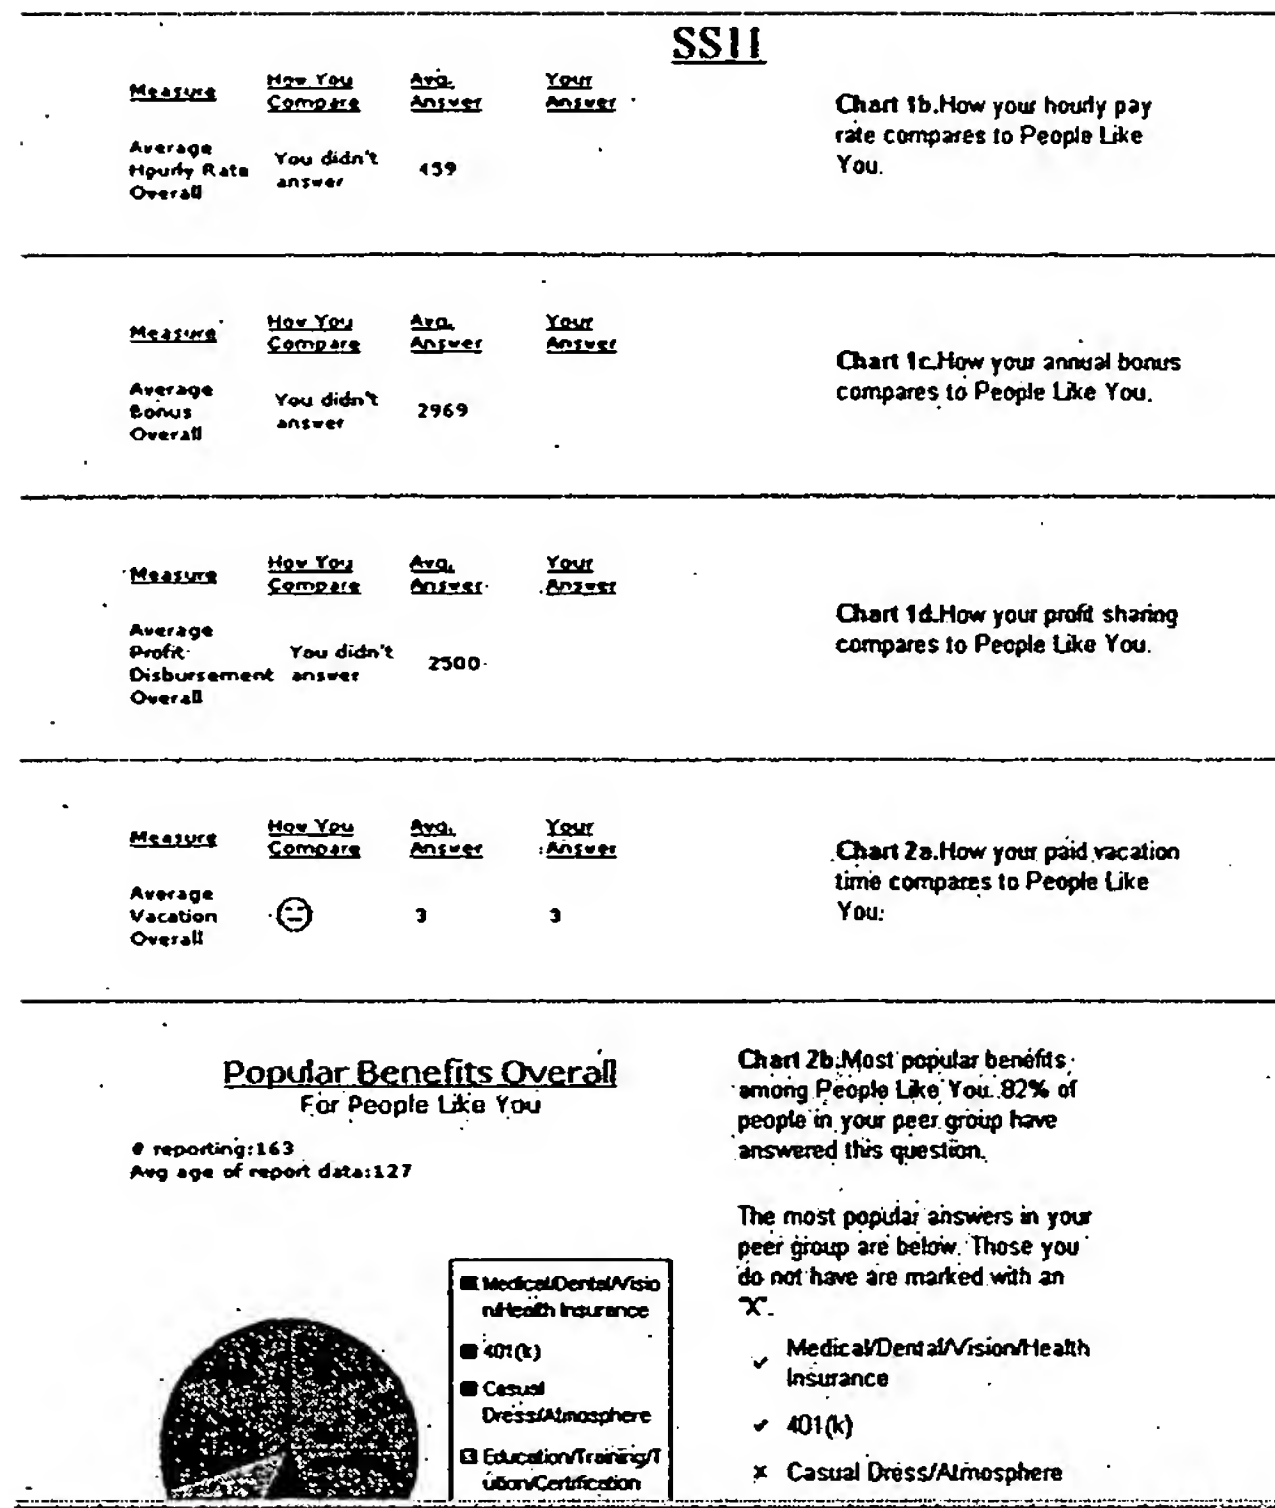 SS11
Measure How You Compare Avg. Answer Your Answer
Average Hourly Rate Overall You didn't answer 459
Chart 1b.How your hourly pay
rate compares to People Like
You.
Measure How You Compare Avg. Answer Your Answer
Average Bonus Overall You didn't answer 2969
Chart 1c.How your annual bonus
compares to People Like You.
Measure How You Compare Avg. Answer Your Answer
Average Profit Disbursement Overall You didn't answer 2500
Chart 1d.How your profit sharing
compares to People Like You.
Measure How You Compare Avg. Answer Your Answer
Average Vacation Overall 3 3
Chart 2a.How your paid vacation
time compares to People Like
You.
Popular Benefits Overall
For People Like You
# reporting:163
Avg age of report data:127
Medical/Dental/Visio
n/Health Insurance
401(k)
Casual
Dress/Atmosphere
Education/Training/T
uition/Certification
Chart 2b.Most popular benefits
among People Like You. 82% of
people in your peer group have
answered this question.
The most popular answers in your
peer group are below. Those you
do not have are marked with an
"X".
✓ Medical/Dental/Vision/Health
Insurance
✓ 401(k)
x Casual Dress/Atmosphere